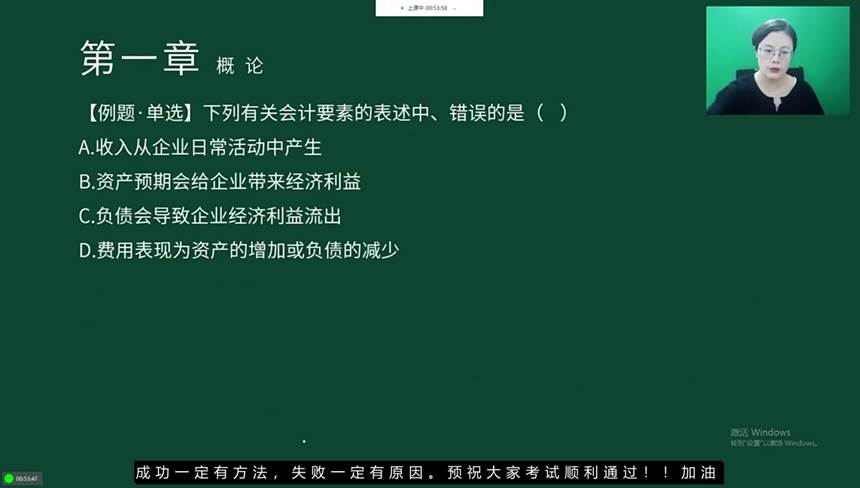 上课中 00:53:58
第一章 概论
【例题·单选】下列有关会计要素的表述中、错误的是（ ）
A.收入从企业日常活动中产生
B.资产预期会给企业带来经济利益
C.负债会导致企业经济利益流出
D.费用表现为资产的增加或负债的减少
激活 Windows
转到"设置"以激活 Windows。
00:53:47
成功一定有方法，失败一定有原因。预祝大家考试顺利通过！！加油